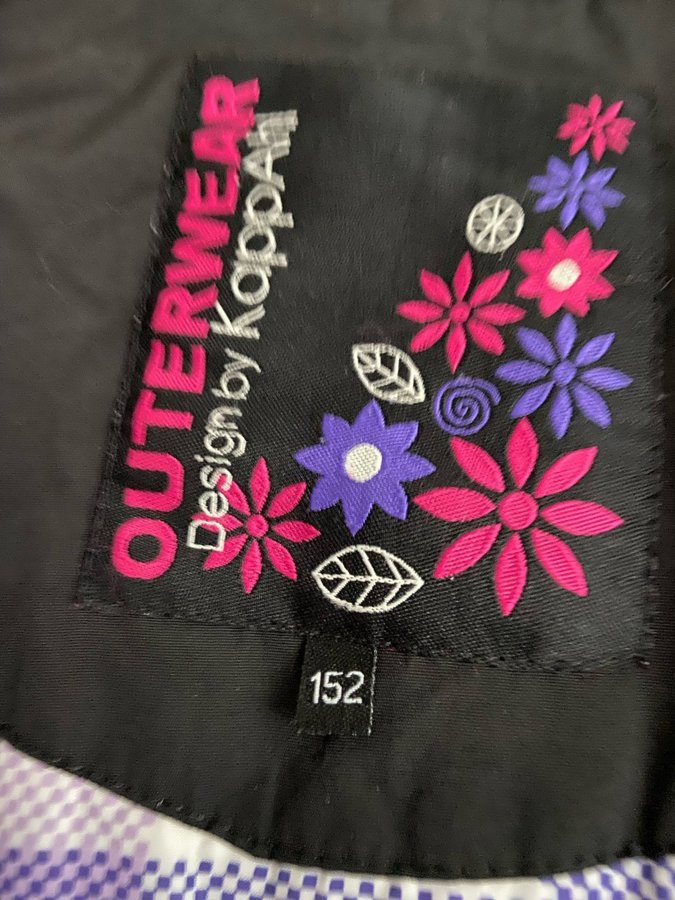 OUTERWEAR
Design by KappAhl
152